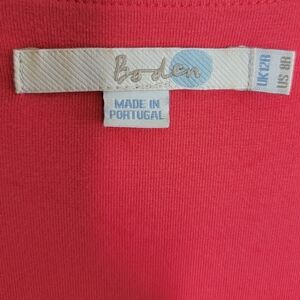 Boden
MADE IN
PORTUGAL
UK12R
US 8R